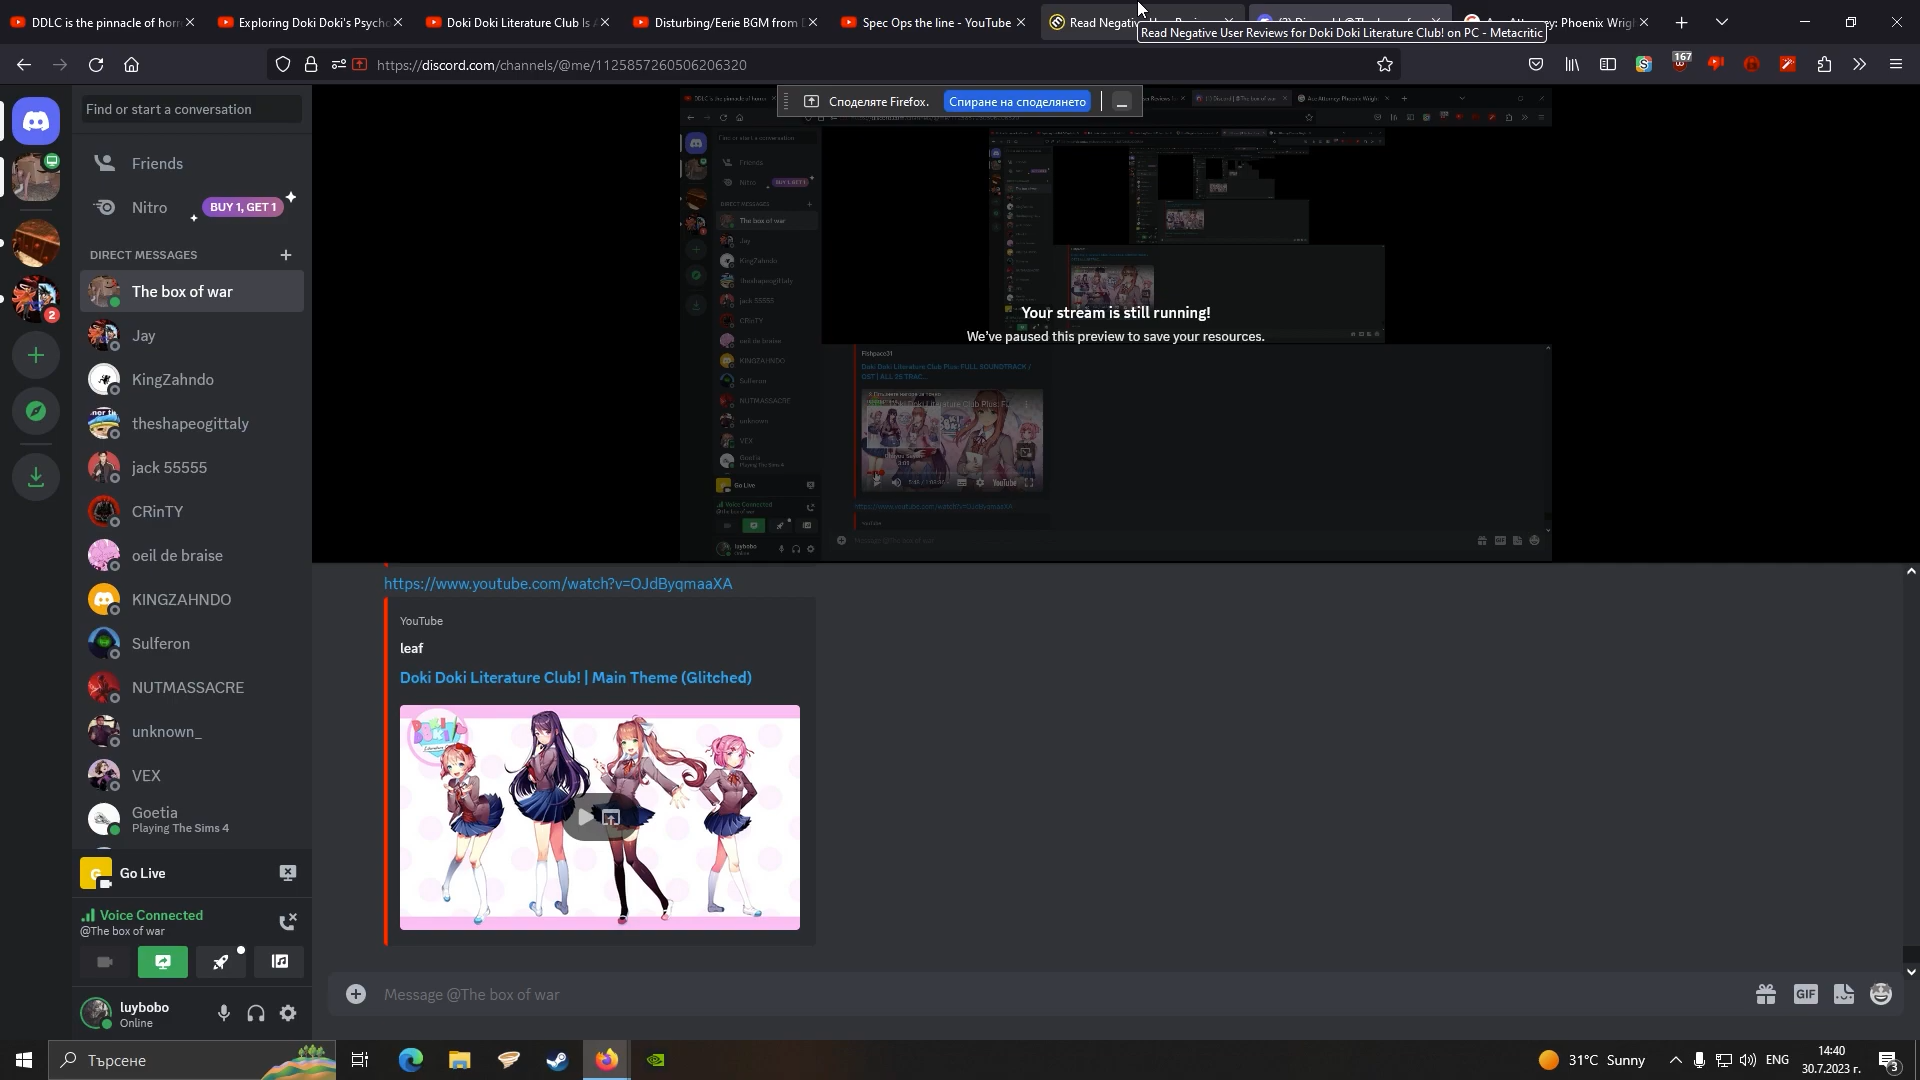 DDLC is the pinnacle of horr
Exploring Doki Doki's Psycho
Doki Doki Literature Club Is A
Disturbing/Eerie BGM from D
Spec Ops the line - YouTube
Read Negativ
Ace Attorney: Phoenix Wrig
Read Negative User Reviews for Doki Doki Literature Club! on PC - Metacritic
https://discord.com/channels/@me/1125857260506206320
167
Споделяте Firefox.
Спиране на споделянето
Find or start a conversation
Friends
Nitro
BUY 1, GET 1
DIRECT MESSAGES
The box of war
Jay
KingZahndo
theshapeogittaly
jack 55555
CRinTY
oeil de braise
KINGZAHNDO
Sulferon
NUTMASSACRE
unknown_
VEX
Goetia
Playing The Sims 4
2
Go Live
Voice Connected
@The box of war
luybobo
Online
Your stream is still running!
We've paused this preview to save your resources.
https://www.youtube.com/watch?v=OJdByqmaaXA
YouTube
leaf
Doki Doki Literature Club! | Main Theme (Glitched)
Message @The box of war
GIF
Търсене
31°C Sunny
ENG
14:40
30.7.2023 г.
3